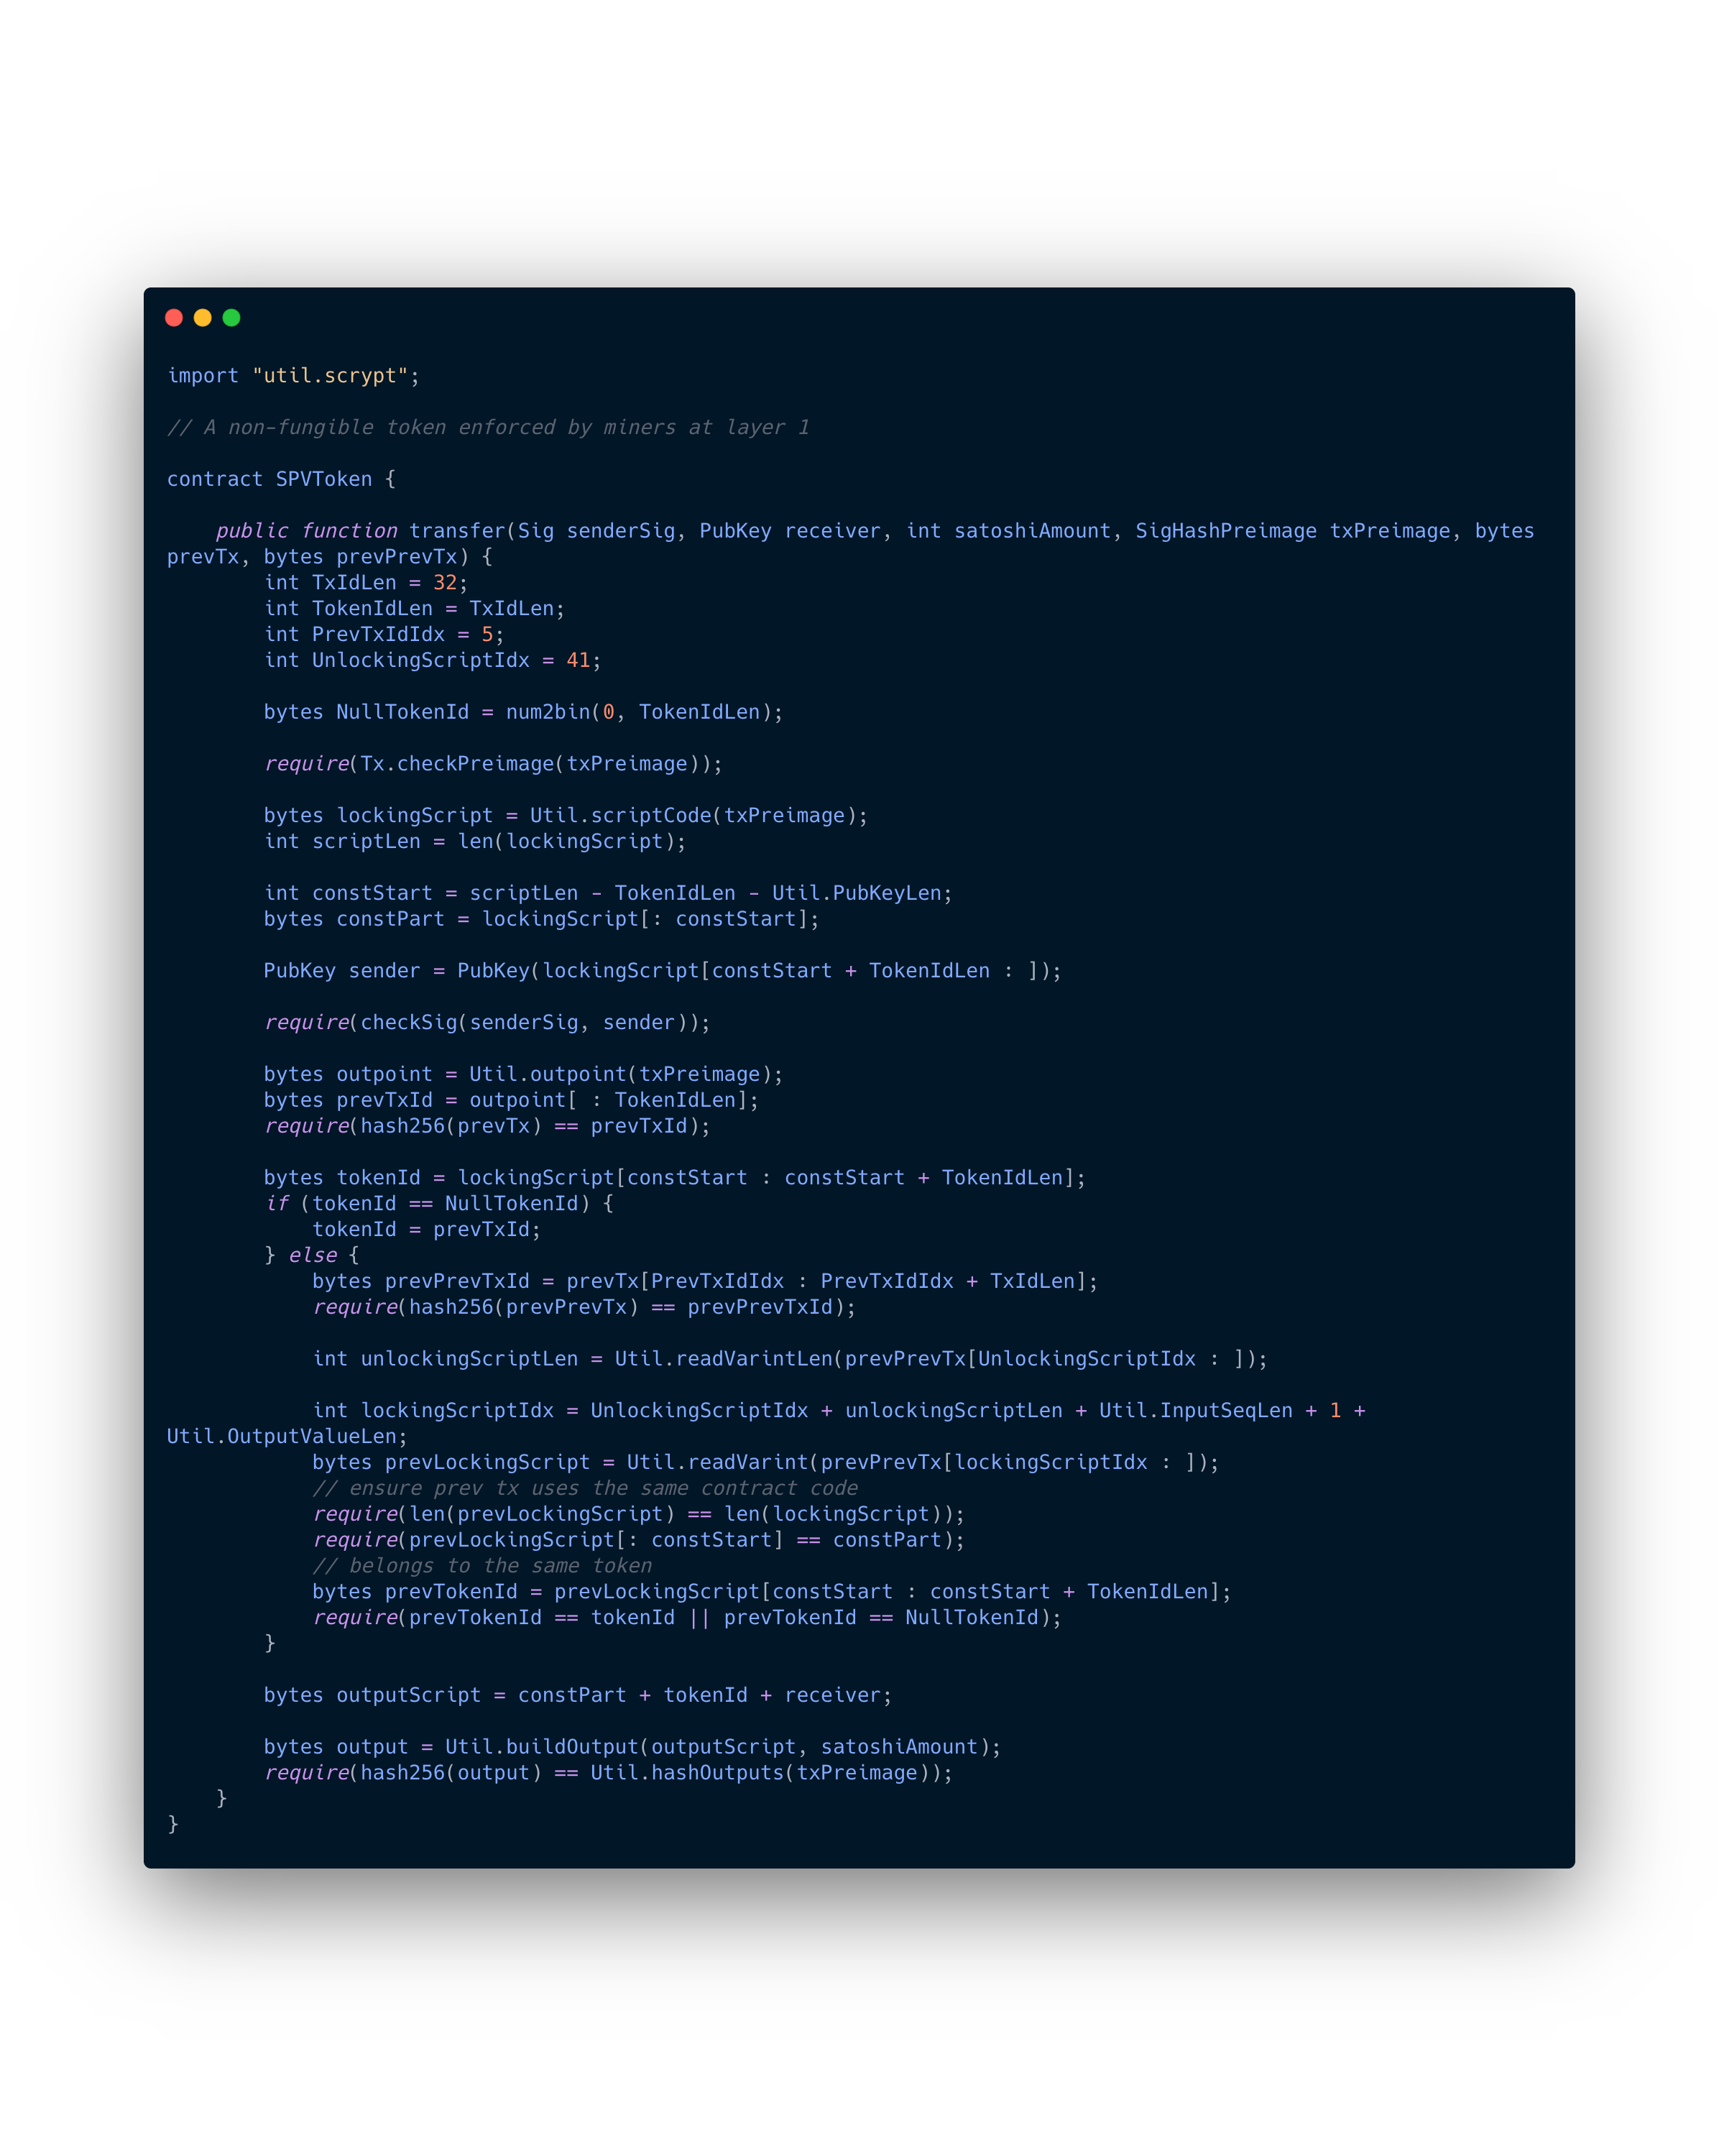 import "util.scrypt";
// A non-fungible token enforced by miners at layer 1
contract SPVToken {
public function transfer(Sig senderSig, PubKey receiver, int satoshiAmount, SigHashPreimage txPreimage, bytes
prevTx, bytes prevPrevTx) {
int TxIdLen = 32;
int TokenIdLen = TxIdLen;
int PrevTxIdIdx = 5;
int UnlockingScriptIdx = 41;
bytes NullTokenId = num2bin(0, TokenIdLen);
require(Tx.checkPreimage(txPreimage));
bytes lockingScript = Util.scriptCode(txPreimage);
int scriptLen = len(lockingScript);
int constStart = scriptLen - TokenIdLen - Util.PubKeyLen;
bytes constPart = lockingScript[: constStart];
PubKey sender = PubKey(lockingScript[constStart + TokenIdLen : ]);
require(checkSig(senderSig, sender));
bytes outpoint = Util.outpoint(txPreimage);
bytes prevTxId = outpoint[ : TokenIdLen];
require(hash256(prevTx) == prevTxId);
bytes tokenId = lockingScript[constStart : constStart + TokenIdLen];
if (tokenId == NullTokenId) {
tokenId = prevTxId;
} else {
bytes prevPrevTxId = prevTx[PrevTxIdIdx : PrevTxIdIdx + TxIdLen];
require(hash256(prevPrevTx) == prevPrevTxId);
int unlockingScriptLen = Util.readVarintLen(prevPrevTx[UnlockingScriptIdx : ]);
int lockingScriptIdx = UnlockingScriptIdx + unlockingScriptLen + Util.InputSeqLen + 1 +
Util.OutputValueLen;
bytes prevLockingScript = Util.readVarint(prevPrevTx[lockingScriptIdx : ]);
// ensure prev tx uses the same contract code
require(len(prevLockingScript) == len(lockingScript));
require(prevLockingScript[: constStart] == constPart);
// belongs to the same token
bytes prevTokenId = prevLockingScript[constStart : constStart + TokenIdLen];
require(prevTokenId == tokenId || prevTokenId == NullTokenId);
}
bytes outputScript = constPart + tokenId + receiver;
bytes output = Util.buildOutput(outputScript, satoshiAmount);
require(hash256(output) == Util.hashOutputs(txPreimage));
}
}